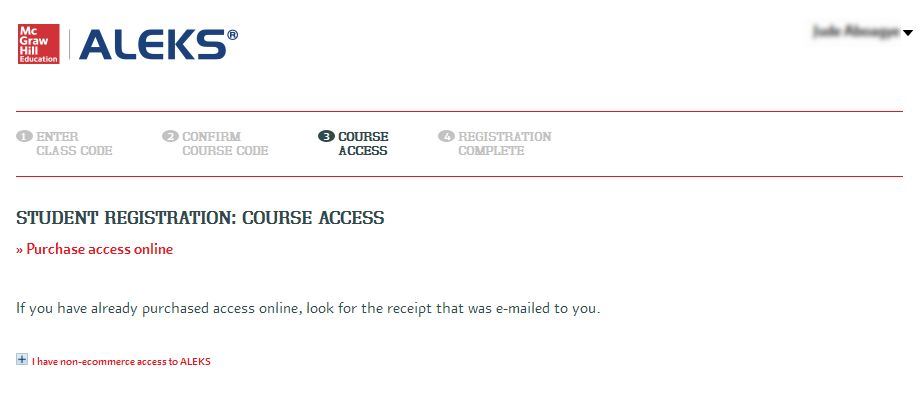 Mc
Graw
Hill
Education
ALEKS®
1 ENTER
CLASS CODE
2 CONFIRM
COURSE CODE
3 COURSE
ACCESS
4 REGISTRATION
COMPLETE
STUDENT REGISTRATION: COURSE ACCESS
» Purchase access online
If you have already purchased access online, look for the receipt that was e-mailed to you.
I have non-ecommerce access to ALEKS